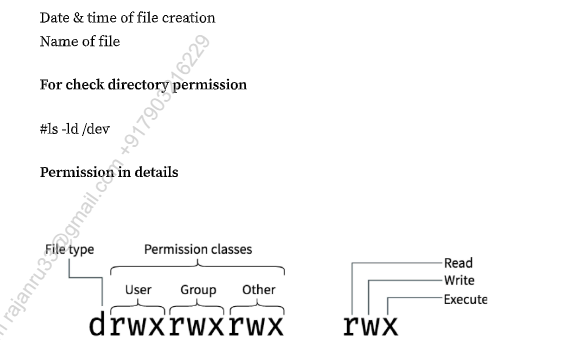 Date & time of file creation
Name of file
For check directory permission
#ls -ld /dev
Permission in details
File type
Permission classes
User Group Other
drwxrwxrwx
Read
Write
Execute
rwx